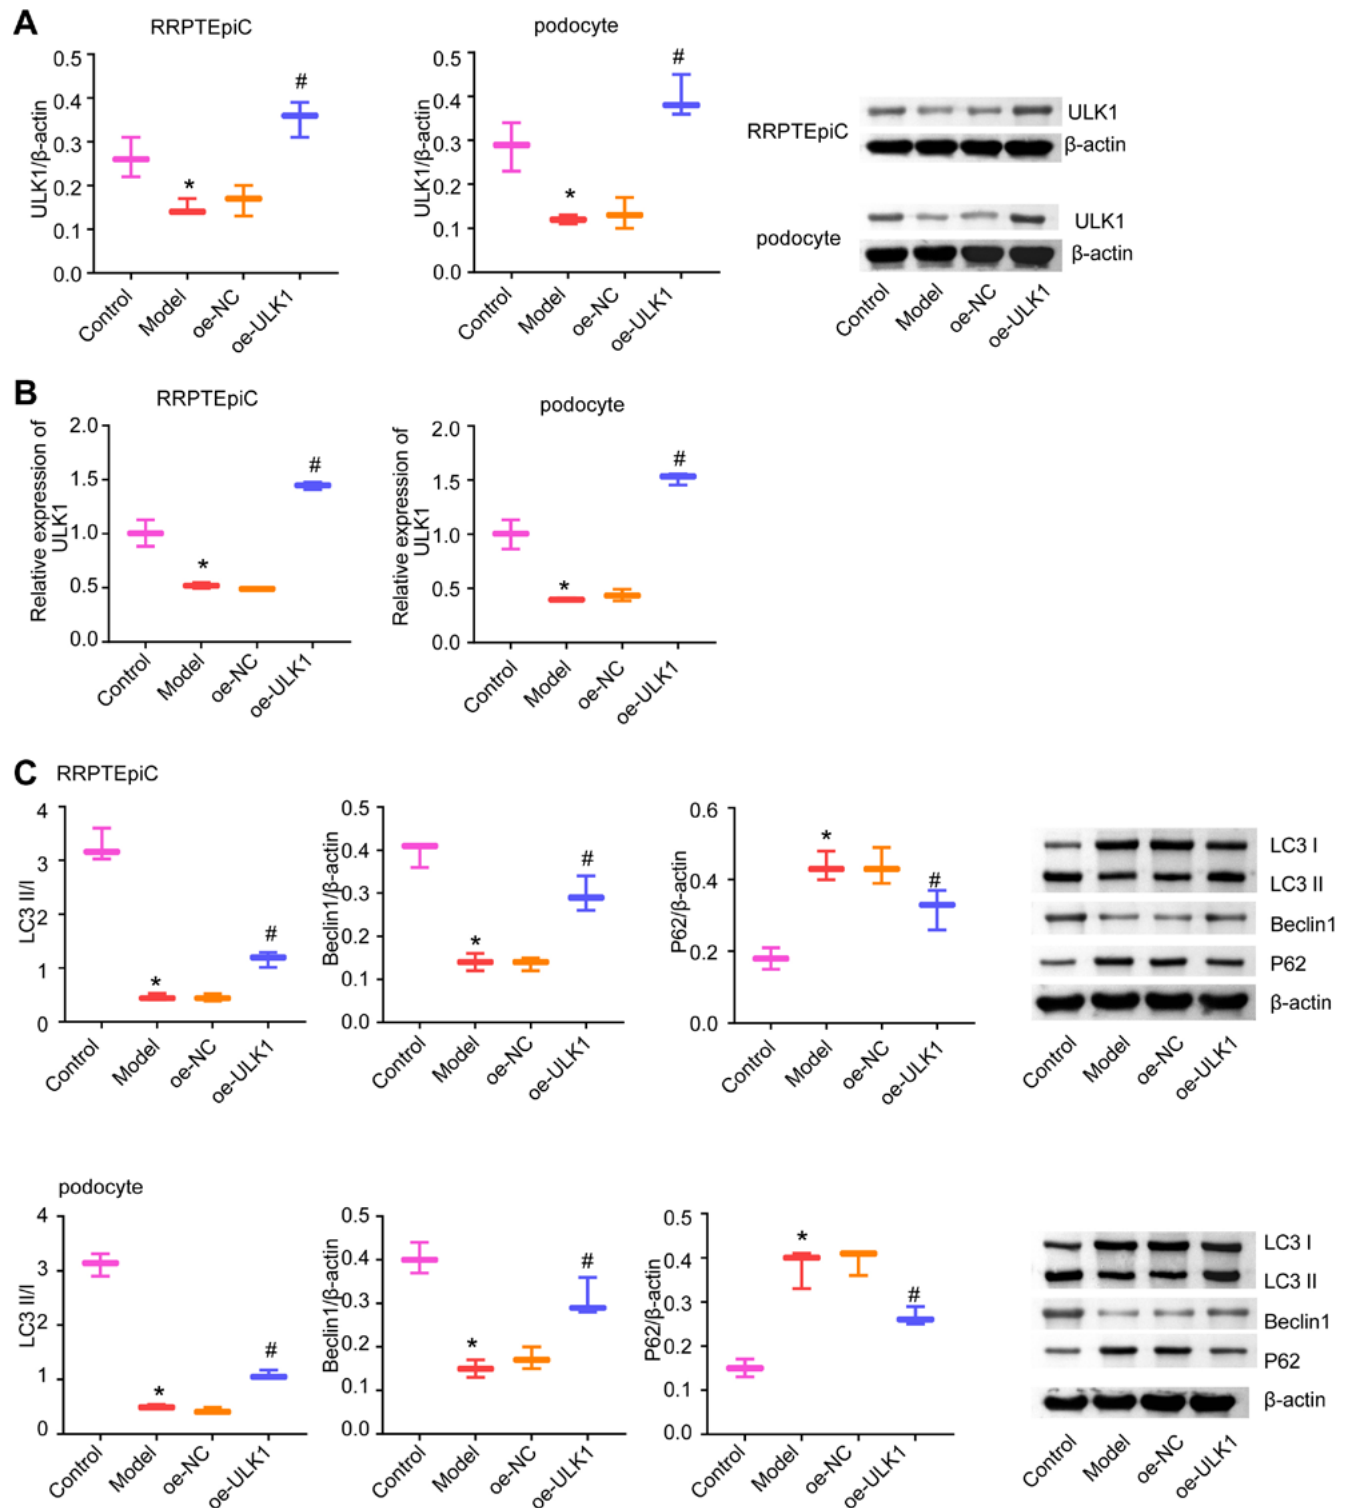 A
RRPTEpiC
ULK1/β-actin
0.5
0.4
0.3
0.2
0.1
0.0
*
#
Control
Model
oe-NC
oe-ULK1
podocyte
ULK1/β-actin
0.5
0.4
0.3
0.2
0.1
0.0
*
#
Control
Model
oe-NC
oe-ULK1
RRPTEpiC
ULK1
β-actin
podocyte
ULK1
β-actin
Control
Model
oe-NC
oe-ULK1
B
RRPTEpiC
Relative expression of
ULK1
2.0
1.5
1.0
0.5
0.0
*
#
Control
Model
oe-NC
oe-ULK1
podocyte
Relative expression of
ULK1
2.0
1.5
1.0
0.5
0.0
*
#
Control
Model
oe-NC
oe-ULK1
C
RRPTEpiC
LC3 II/I
4
3
2
1
0
*
#
Control
Model
oe-NC
oe-ULK1
Beclin1/β-actin
0.5
0.4
0.3
0.2
0.1
0.0
*
#
Control
Model
oe-NC
oe-ULK1
P62/β-actin
0.6
0.4
0.2
0.0
*
#
Control
Model
oe-NC
oe-ULK1
LC3 I
LC3 II
Beclin1
P62
β-actin
Control
Model
oe-NC
oe-ULK1
podocyte
LC3 II/I
4
3
2
1
0
*
#
Control
Model
oe-NC
oe-ULK1
Beclin1/β-actin
0.5
0.4
0.3
0.2
0.1
0.0
*
#
Control
Model
oe-NC
oe-ULK1
P62/β-actin
0.5
0.4
0.3
0.2
0.1
0.0
*
#
Control
Model
oe-NC
oe-ULK1
LC3 I
LC3 II
Beclin1
P62
β-actin
Control
Model
oe-NC
oe-ULK1